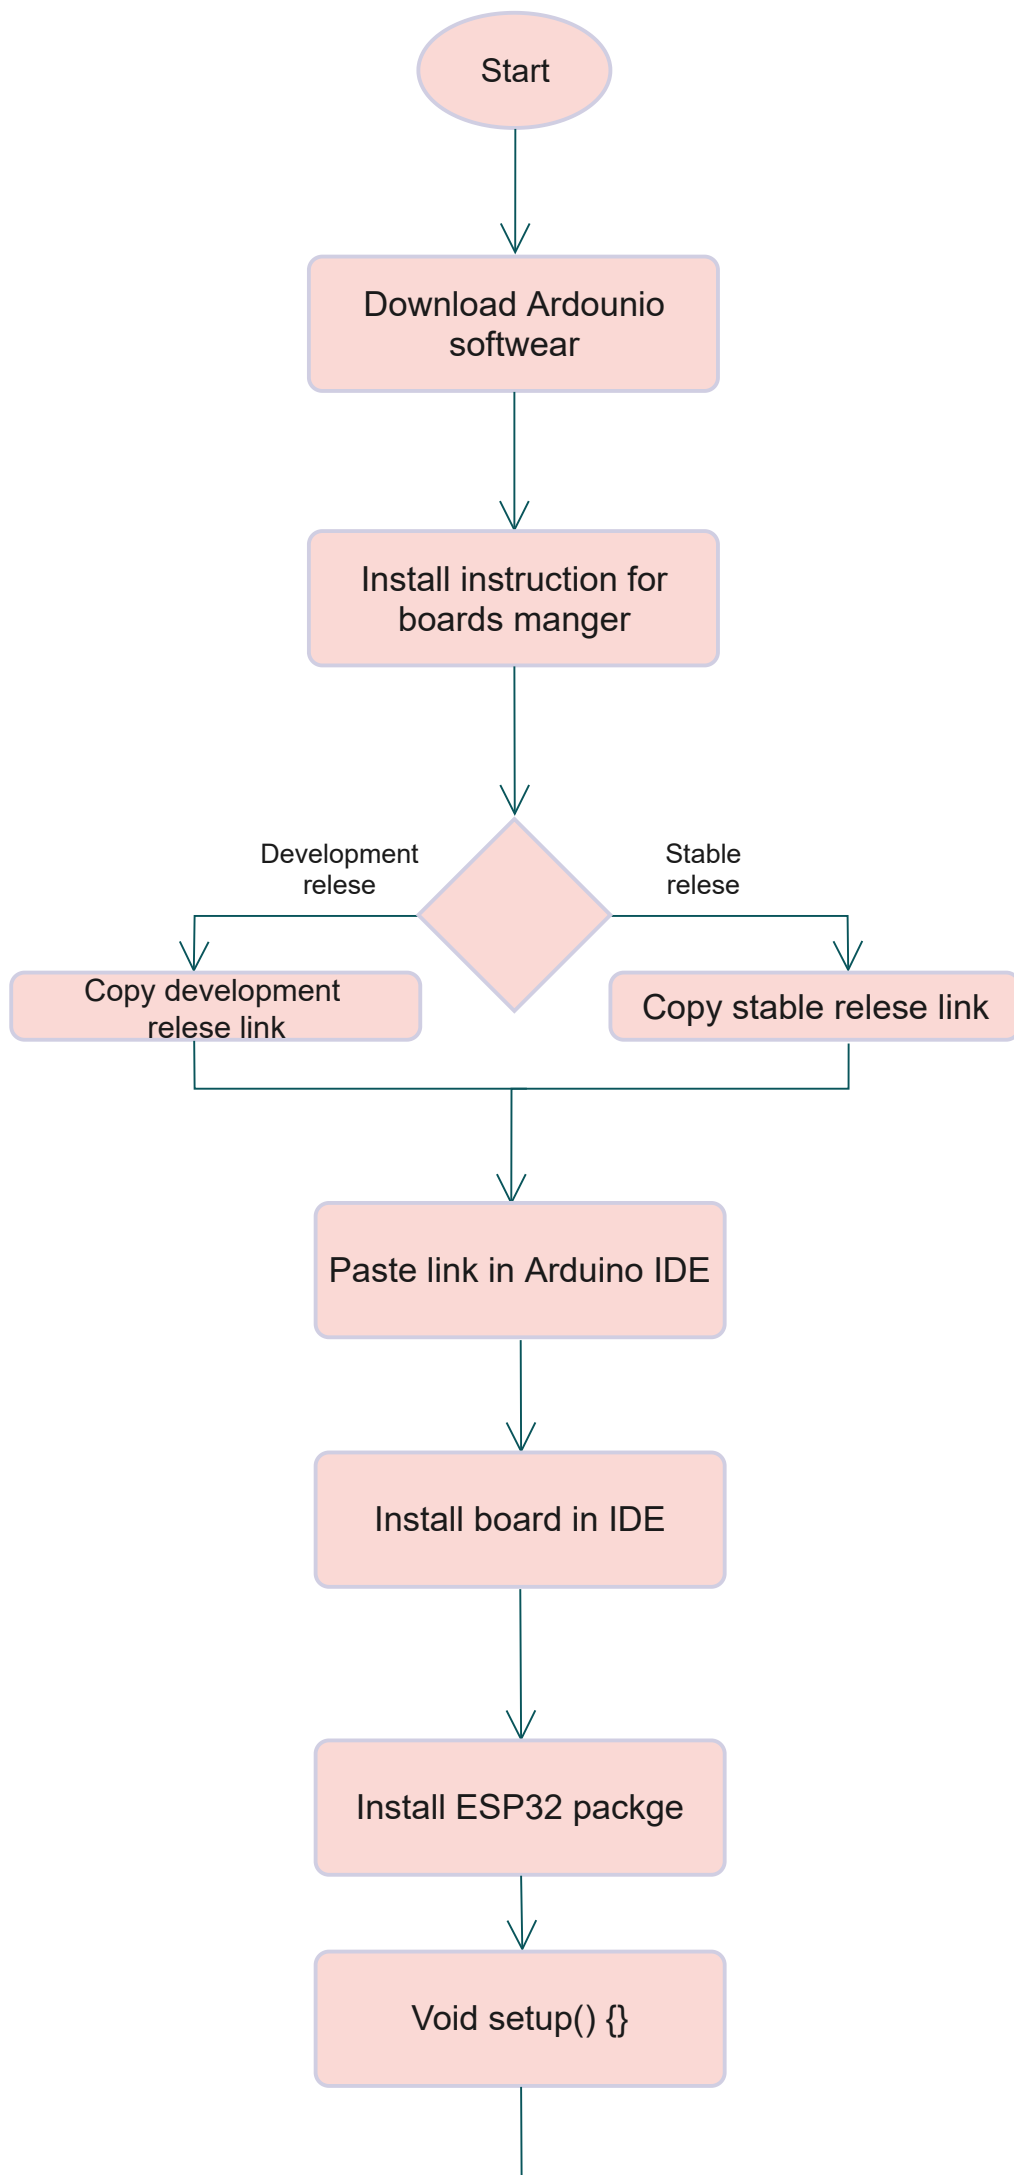 Start
Download Ardounio
softwear
Install instruction for
boards manger
Development
relese
Stable
relese
Copy development
relese link
Copy stable relese link
Paste link in Arduino IDE
Install board in IDE
Install ESP32 packge
Void setup() {}